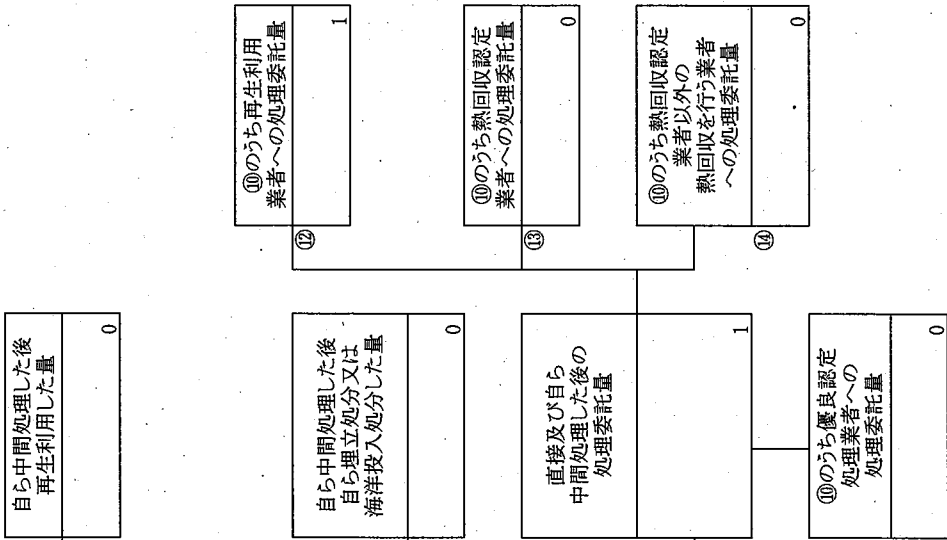 自ら中間処理した後
再生利用した量
0
自ら中間処理した後
自ら埋立処分又は
海洋投入処分した量
0
直接及び自ら
中間処理した後の
処理委託量
1
⑩のうち優良認定
処理業者への
処理委託量
0
⑩のうち再生利用
業者への処理委託量
1
⑫
⑩のうち熱回収認定
業者への処理委託量
0
⑬
⑩のうち熱回収認定
業者以外の
熱回収を行う業者
への処理委託量
0
⑭